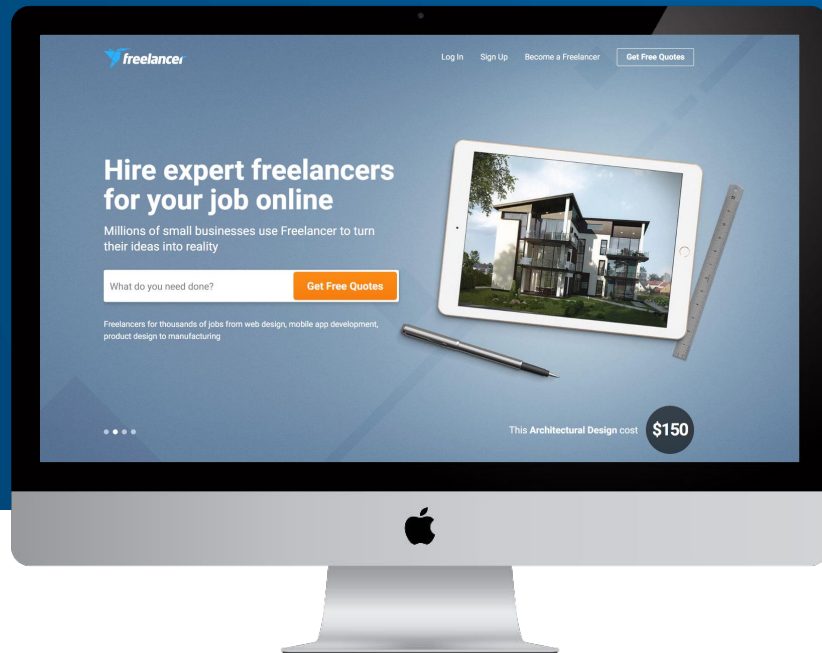 freelancer
Log In
Sign Up
Become a Freelancer
Get Free Quotes
Hire expert freelancers
for your job online
Millions of small businesses use Freelancer to turn
their ideas into reality
What do you need done?
Get Free Quotes
Freelancers for thousands of jobs from web design, mobile app development,
product design to manufacturing
This Architectural Design cost
$150